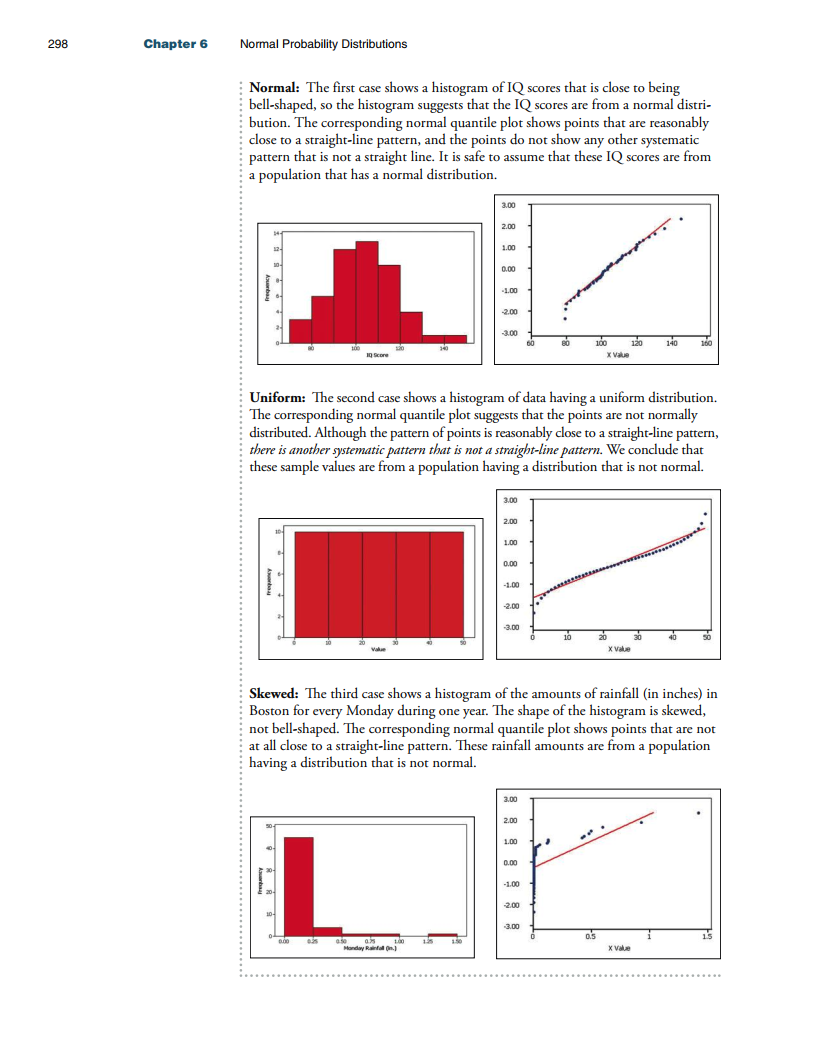 298 Chapter 6 Normal Probability Distributions
Normal: The first case shows a histogram of IQ scores that is close to being
bell-shaped, so the histogram suggests that the IQ scores are from a normal distri-
bution. The corresponding normal quantile plot shows points that are reasonably
close to a straight-line pattern, and the points do not show any other systematic
pattern that is not a straight line. It is safe to assume that these IQ scores are from
a population that has a normal distribution.
14
12
10
8
6
4
2
0
Frequency
80 100 120 140
IQ Score
3.00
2.00
1.00
0.00
-1.00
-2.00
-3.00
60 80 100 120 140 160
X Value
Uniform: The second case shows a histogram of data having a uniform distribution.
The corresponding normal quantile plot suggests that the points are not normally
distributed. Although the pattern of points is reasonably close to a straight-line pattern,
there is another systematic pattern that is not a straight-line pattern. We conclude that
these sample values are from a population having a distribution that is not normal.
10
8
6
4
2
0
Frequency
0 10 20 30 40 50
Value
3.00
2.00
1.00
0.00
-1.00
-2.00
-3.00
0 10 20 30 40 50
X Value
Skewed: The third case shows a histogram of the amounts of rainfall (in inches) in
Boston for every Monday during one year. The shape of the histogram is skewed,
not bell-shaped. The corresponding normal quantile plot shows points that are not
at all close to a straight-line pattern. These rainfall amounts are from a population
having a distribution that is not normal.
50
40
30
20
10
0
Frequency
0.00 0.25 0.50 0.75 1.00 1.25 1.50
Monday Rainfall (in.)
3.00
2.00
1.00
0.00
-1.00
-2.00
-3.00
0 0.5 1 1.5
X Value